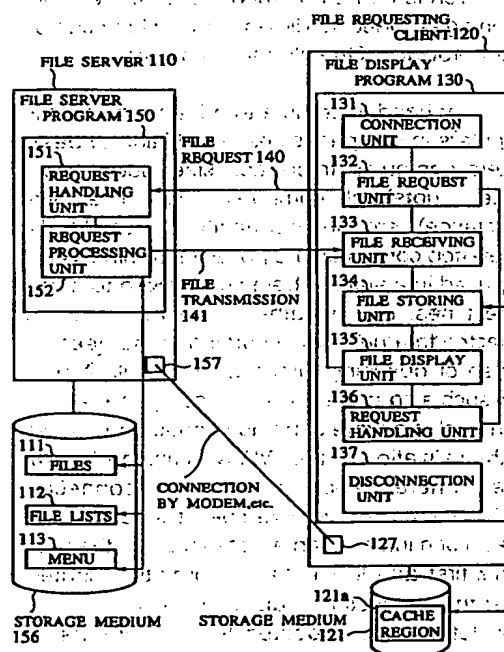 FILE REQUESTING
CLIENT 120
FILE SERVER 110
FILE DISPLAY
PROGRAM 130
FILE SERVER
PROGRAM 150
131
CONNECTION
UNIT
151
REQUEST
HANDLING
UNIT
FILE
REQUEST 140
132
FILE REQUEST
UNIT
133
FILE RECEIVING
UNIT
REQUEST
PROCESSING
UNIT
152
FILE
TRANSMISSION
141
134
FILE STORING
UNIT
135
FILE DISPLAY
UNIT
157
136
REQUEST
HANDLING UNIT
111
FILES
137
DISCONNECTION
UNIT
112
FILE LISTS
CONNECTION
BY MODEM,etc.
113
MENU
127
STORAGE MEDIUM
156
121a
CACHE
REGION
STORAGE MEDIUM
121